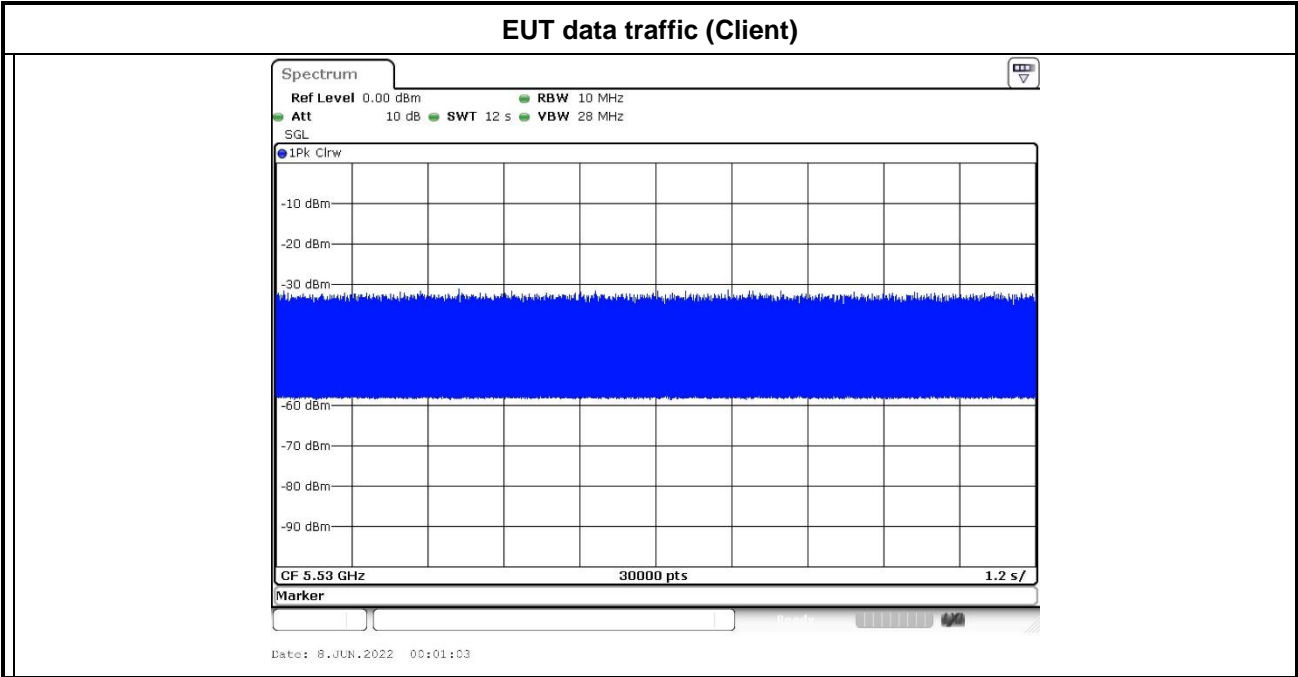 EUT data traffic (Client)
Spectrum
Ref Level 0.00 dBm RBW 10 MHz
Att 10 dB SWT 12 s VBW 28 MHz
SGL
1Pk Clrw
-10 dBm
-20 dBm
-30 dBm
-60 dBm
-70 dBm
-80 dBm
-90 dBm
CF 5.53 GHz 30000 pts 1.2 s/
Marker
Ready
Date: 8.JUN.2022 00:01:03